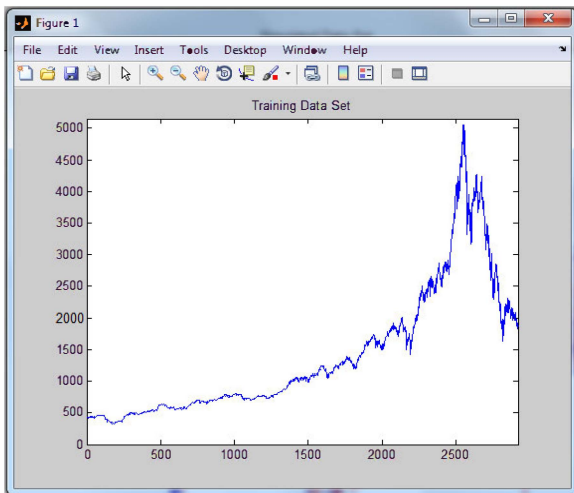 Figure 1
File Edit View Insert Tools Desktop Window Help
Training Data Set
5000
4500
4000
3500
3000
2500
2000
1500
1000
500
0
0 500 1000 1500 2000 2500